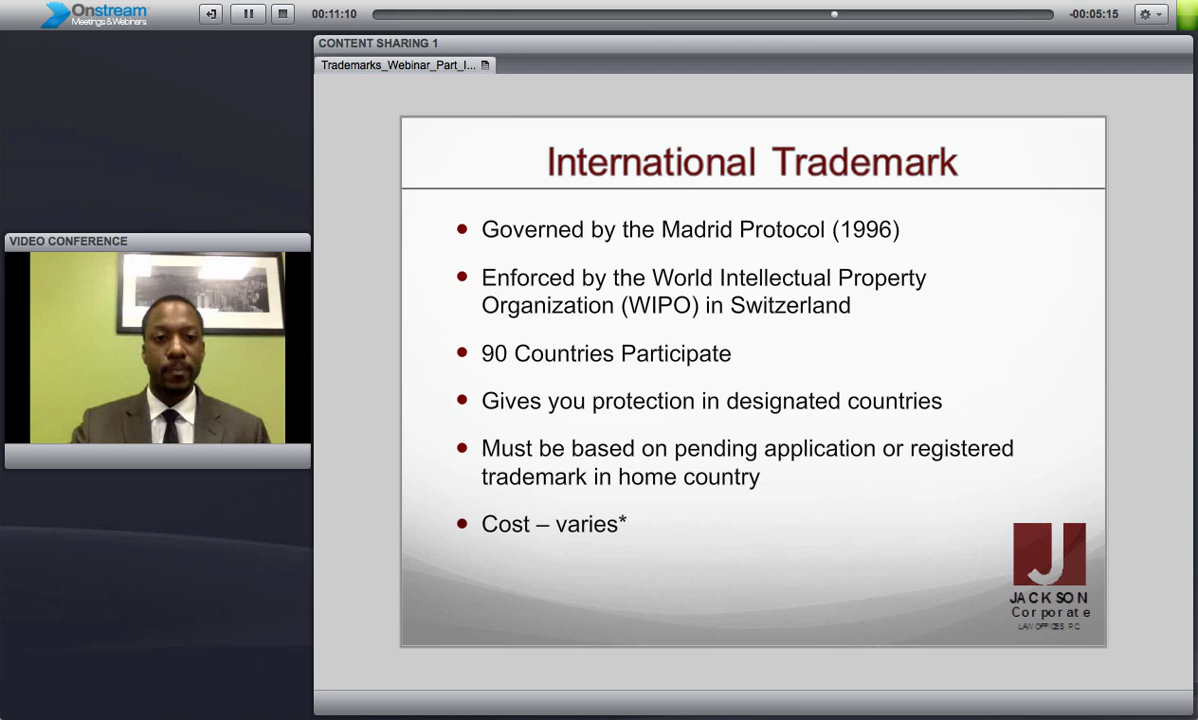 Onstream
Meetings&Webinars
00:11:10
-00:05:15
CONTENT SHARING 1
Trademarks_Webinar_Part_I...
VIDEO CONFERENCE
International Trademark
Governed by the Madrid Protocol (1996)
Enforced by the World Intellectual Property
Organization (WIPO) in Switzerland
90 Countries Participate
Gives you protection in designated countries
Must be based on pending application or registered
trademark in home country
Cost – varies*
J
JACKSON
Corporate
LAW OFFICES P.C.